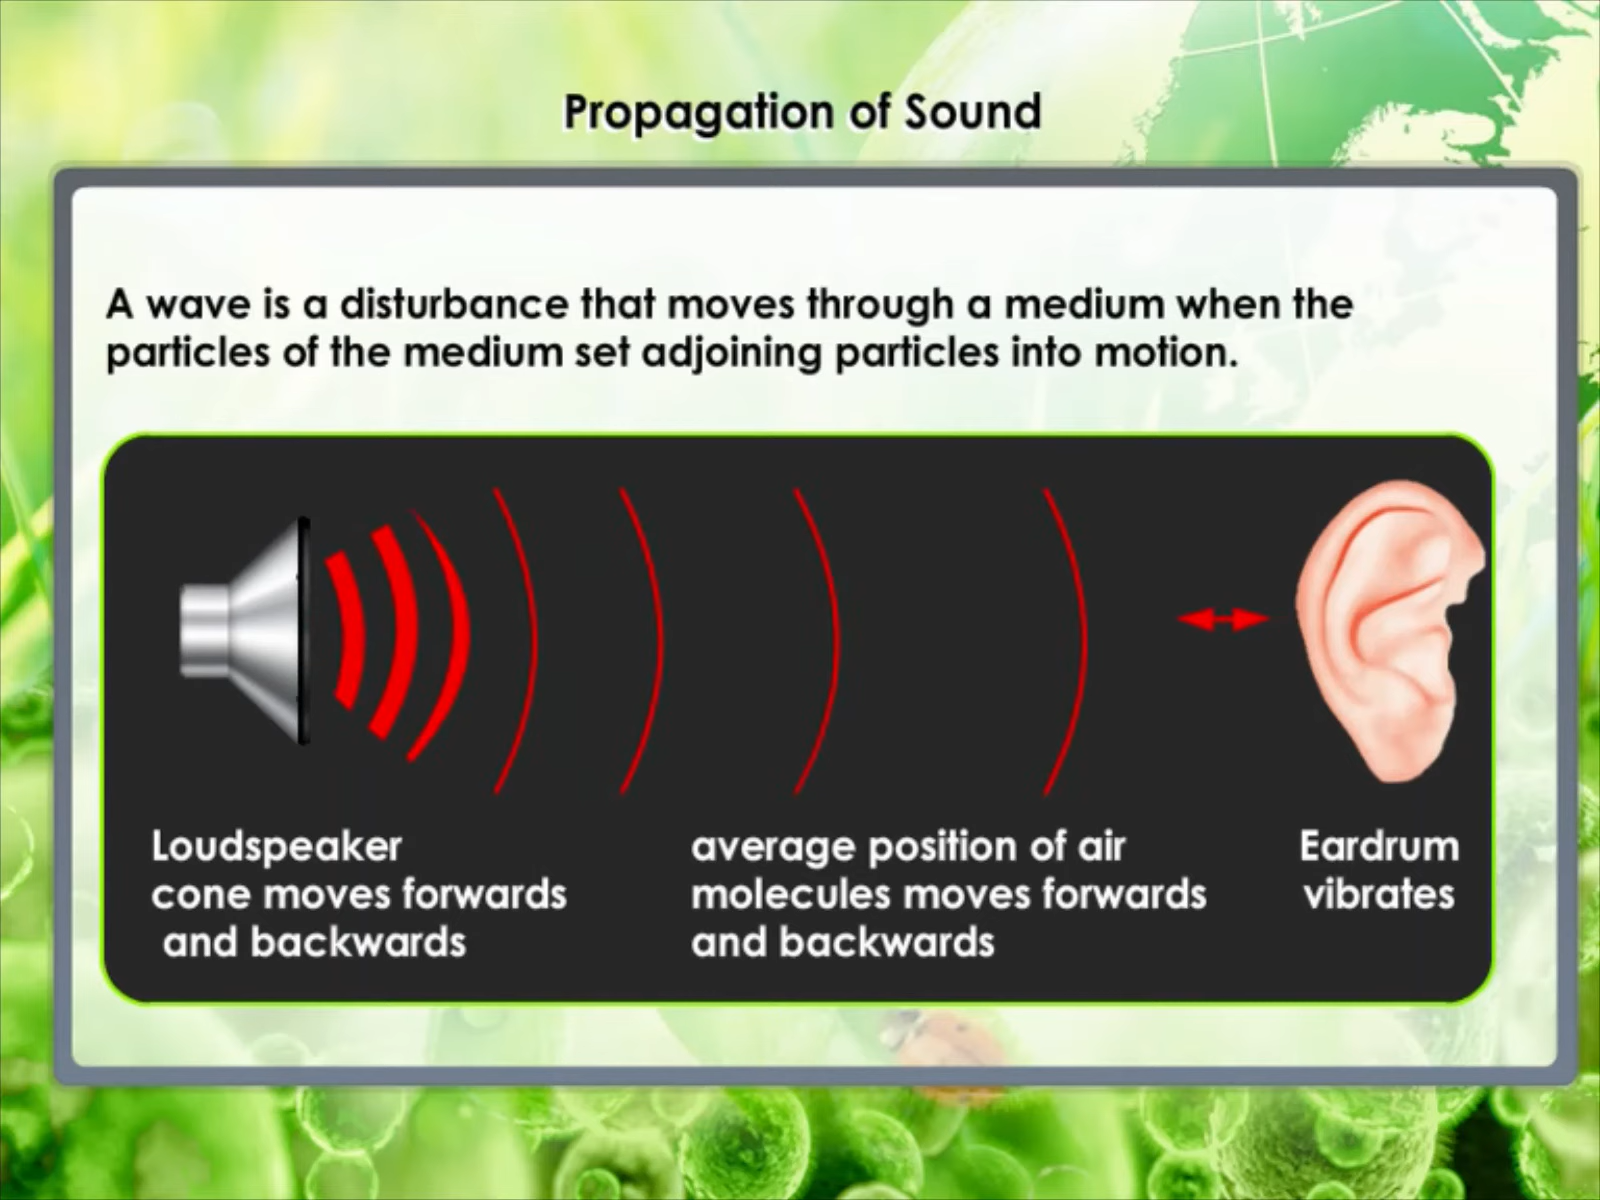 Propagation of Sound
A wave is a disturbance that moves through a medium when the
particles of the medium set adjoining particles into motion.
Loudspeaker
cone moves forwards
and backwards
average position of air
molecules moves forwards
and backwards
Eardrum
vibrates